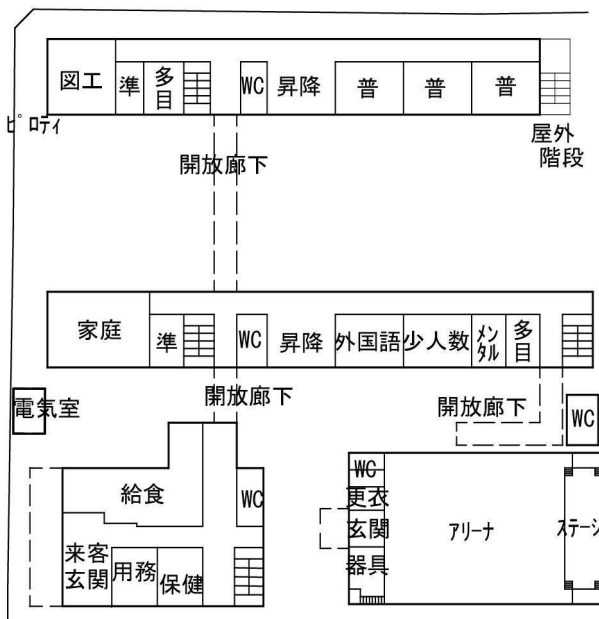 図工
準
多目
WC
昇降
普
普
普
ピロティ
屋外
階段
開放廊下
家庭
準
WC
昇降
外国語
少人数
メンタル
多目
開放廊下
開放廊下
電気室
WC
給食
WC
来客
玄関
用務
保健
WC
更衣
玄関
器具
アリーナ
ステージ